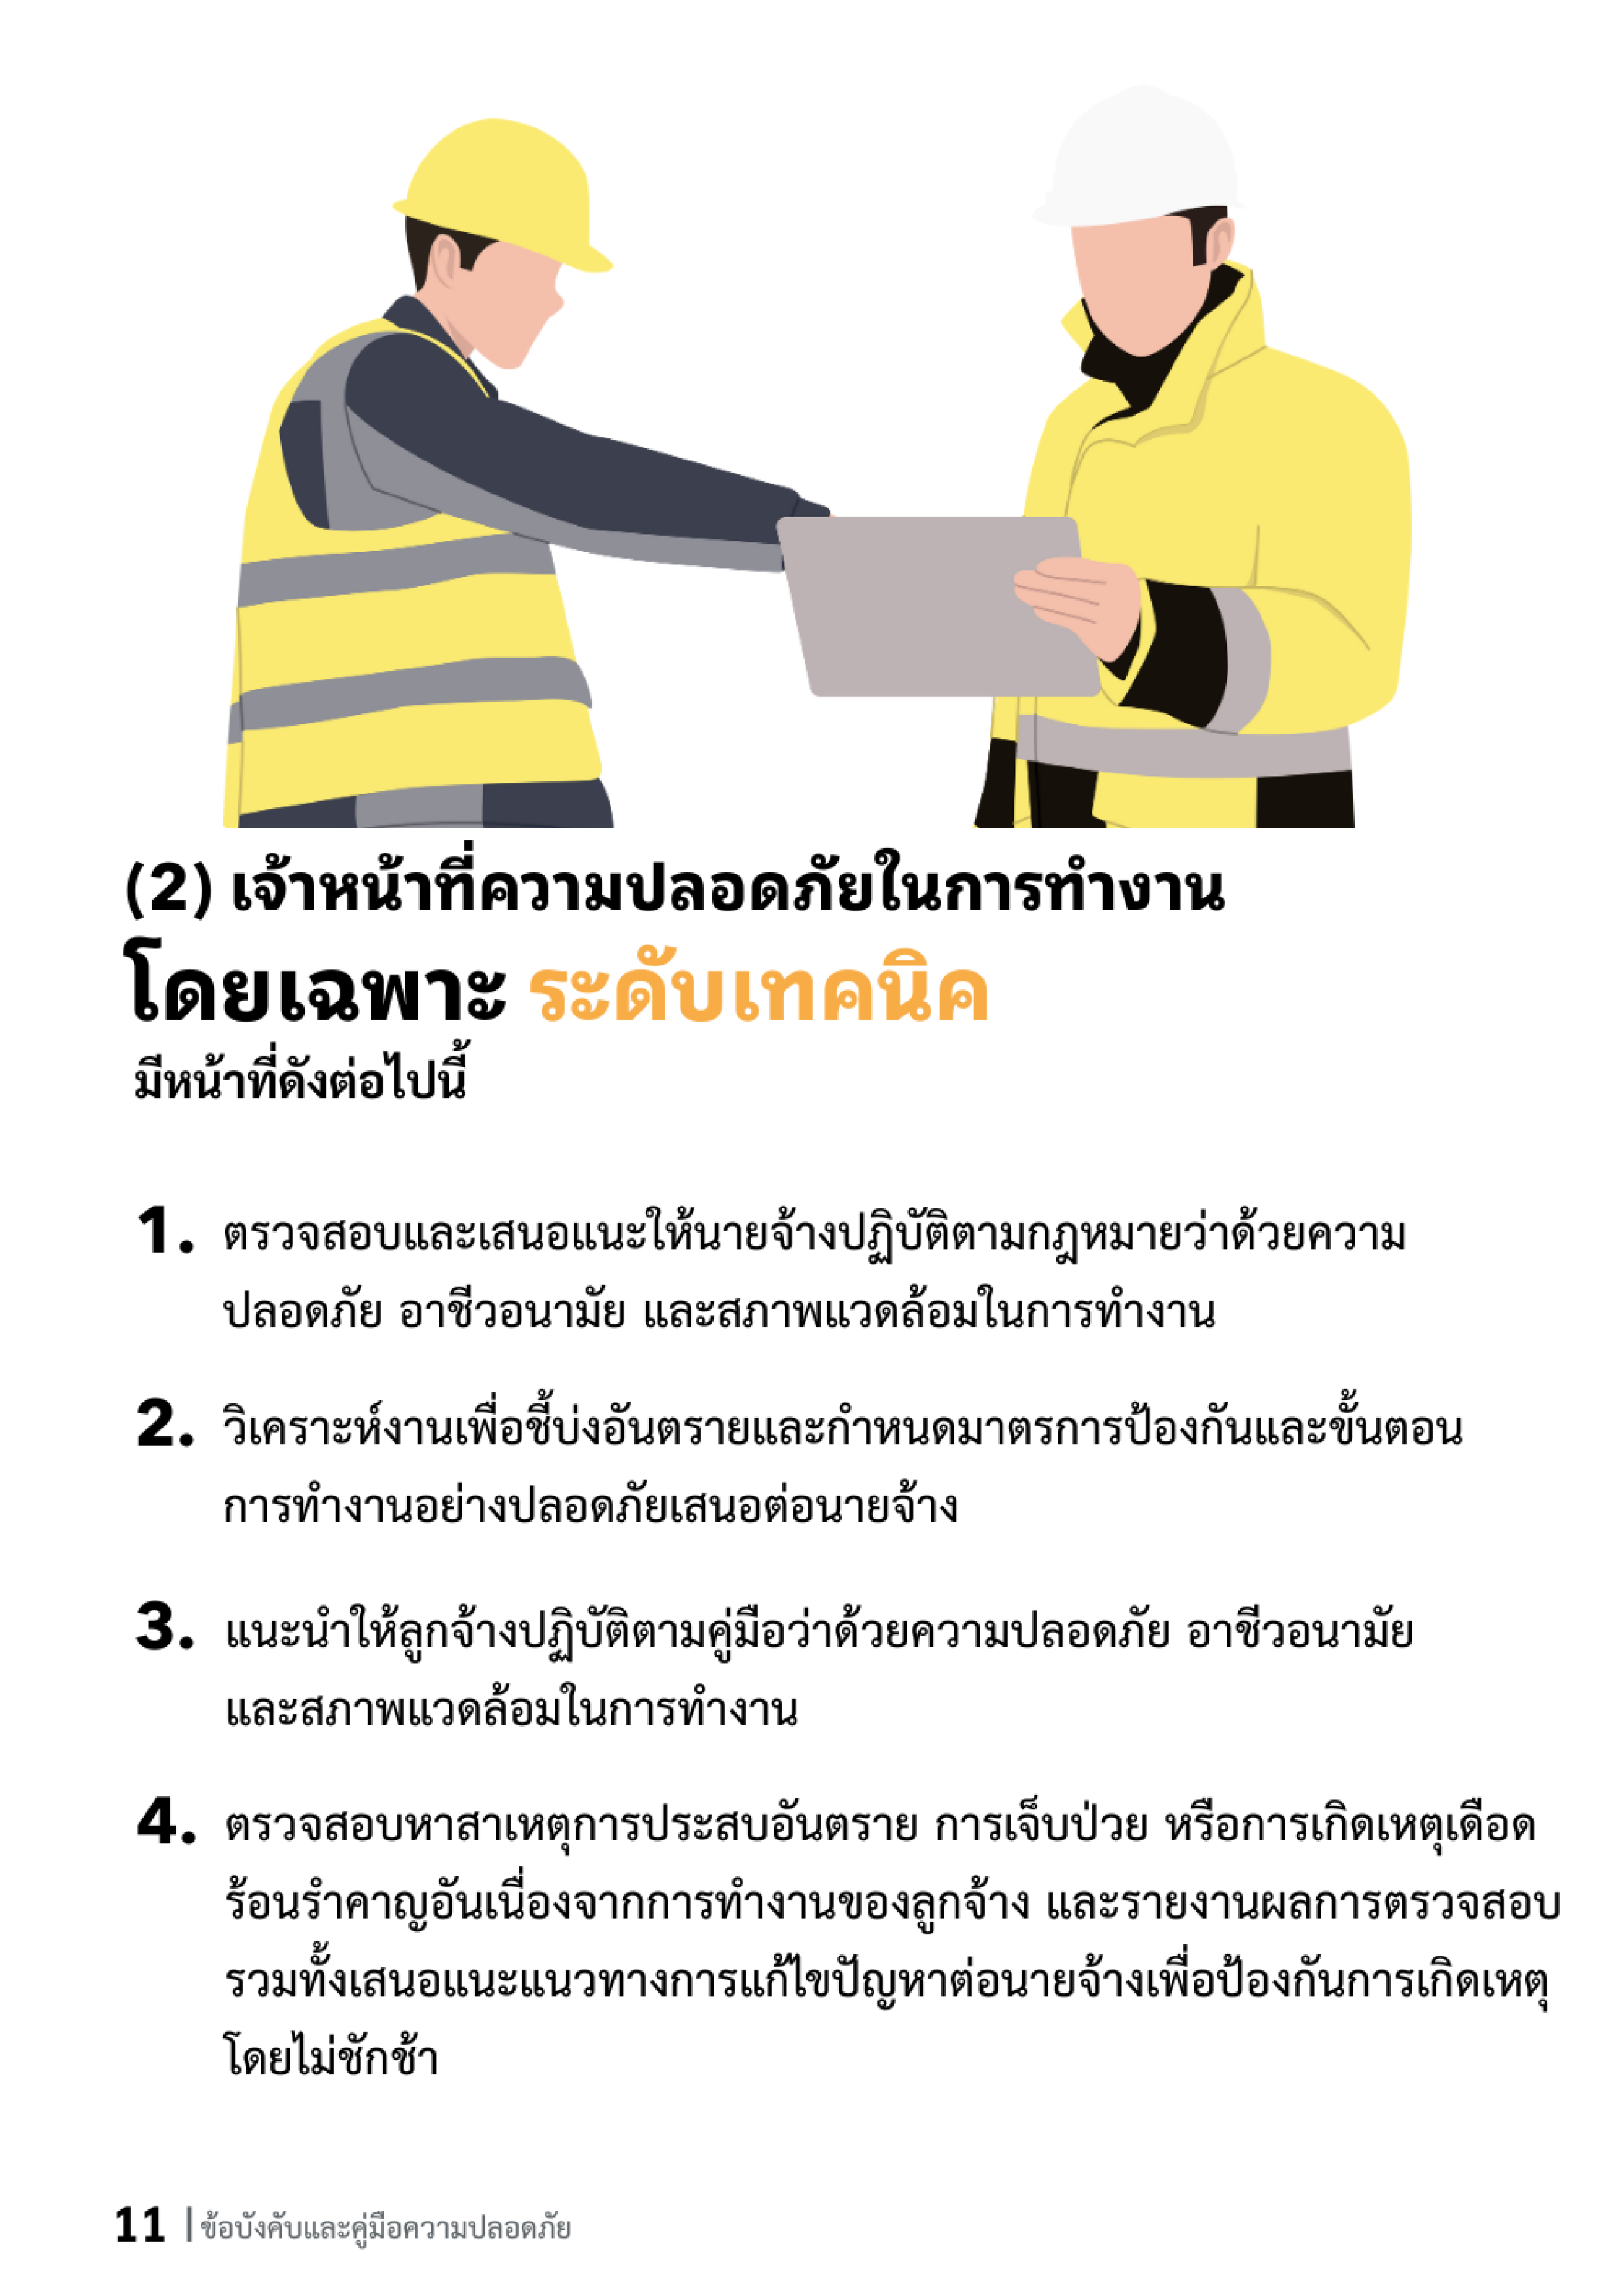 (2) เจ้าหน้าที่ความปลอดภัยในการทำงาน
โดยเฉพาะ ระดับเทคนิค
มีหน้าที่ดังต่อไปนี้
1. ตรวจสอบและเสนอแนะให้นายจ้างปฏิบัติตามกฎหมายว่าด้วยความ
ปลอดภัย อาชีวอนามัย และสภาพแวดล้อมในการทำงาน
2. วิเคราะห์งานเพื่อชี้บ่งอันตรายและกำหนดมาตรการป้องกันและขั้นตอน
การทำงานอย่างปลอดภัยเสนอต่อนายจ้าง
3. แนะนำให้ลูกจ้างปฏิบัติตามคู่มือว่าด้วยความปลอดภัย อาชีวอนามัย
และสภาพแวดล้อมในการทำงาน
4. ตรวจสอบหาสาเหตุการประสบอันตราย การเจ็บป่วย หรือการเกิดเหตุเดือด
ร้อนรำคาญอันเนื่องจากการทำงานของลูกจ้าง และรายงานผลการตรวจสอบ
รวมทั้งเสนอแนะแนวทางการแก้ไขปัญหาต่อนายจ้างเพื่อป้องกันการเกิดเหตุ
โดยไม่ชักช้า
11 | ข้อบังคับและคู่มือความปลอดภัย